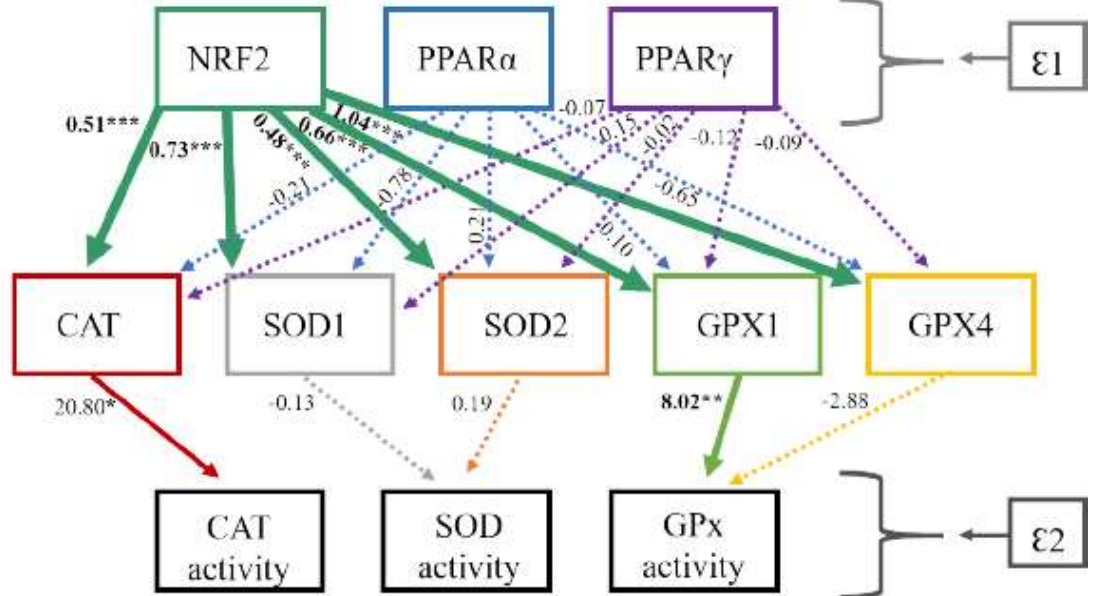 NRF2
PPARα
PPARγ
ε1
0.51***
0.73***
0.48***
0.66***
1.04***
-0.07
-0.15
-0.02
-0.12
-0.09
-0.21
-0.78
0.21
-0.10
-0.65
CAT
SOD1
SOD2
GPX1
GPX4
20.80*
-0.13
0.19
8.02**
-2.88
CAT
activity
SOD
activity
GPx
activity
ε2